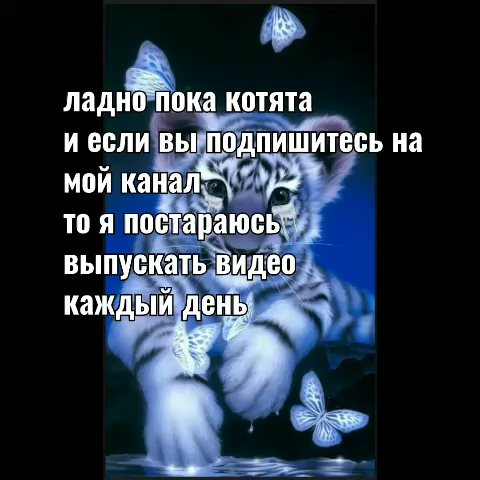 ладно пока котята
и если вы подпишитесь на
мой канал
то я постараюсь
выпускать видео
каждый день